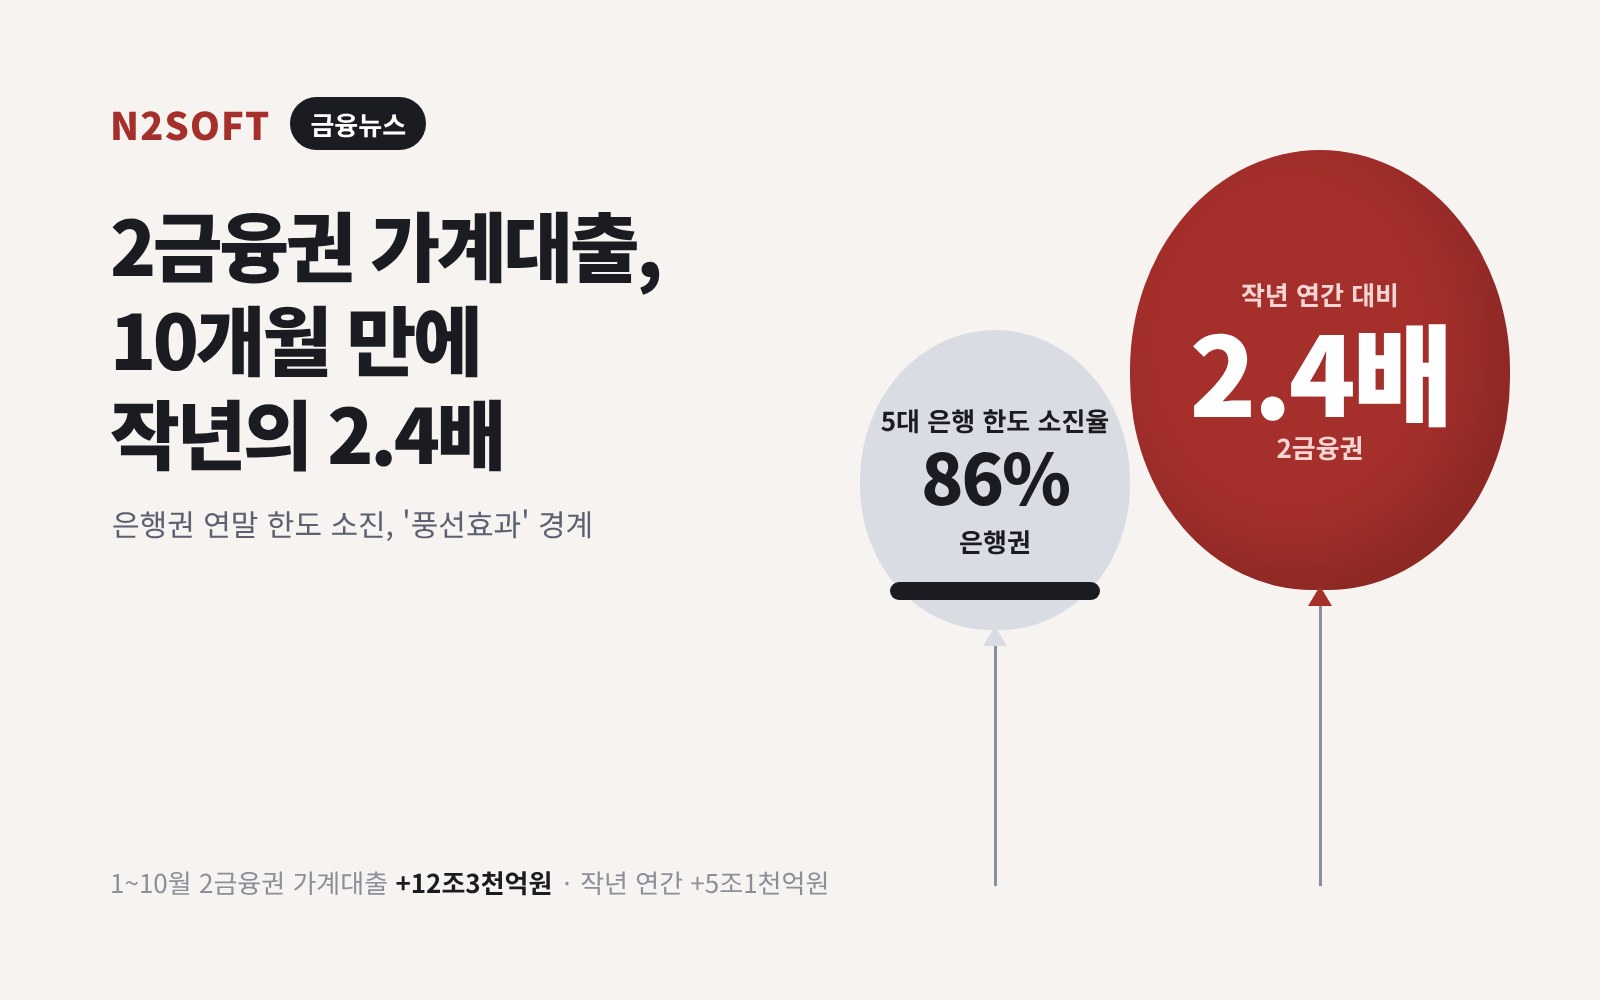 N2SOFT 금융뉴스
2금융권 가계대출,
10개월 만에
작년의 2.4배
은행권 연말 한도 소진, '풍선효과' 경계
5대 은행 한도 소진율
86%
은행권
작년 연간 대비
2.4배
2금융권
1~10월 2금융권 가계대출 +12조3천억원 · 작년 연간 +5조1천억원